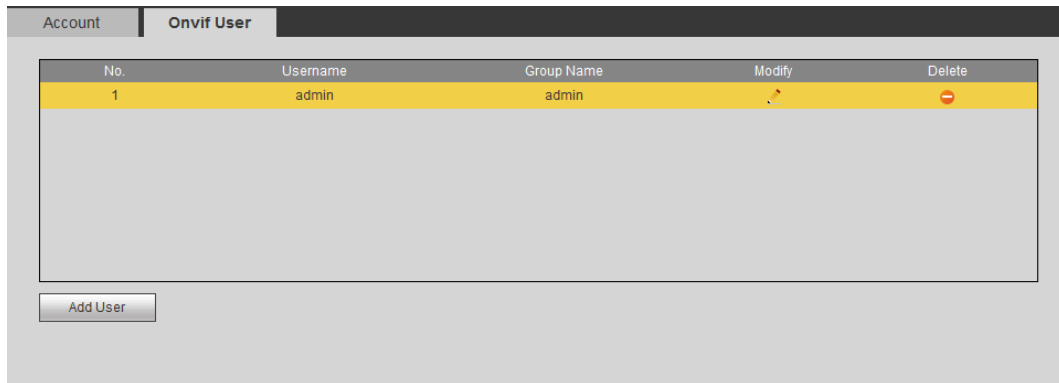 Account Onvif User
No. Username Group Name Modify Delete
1 admin admin
Add User